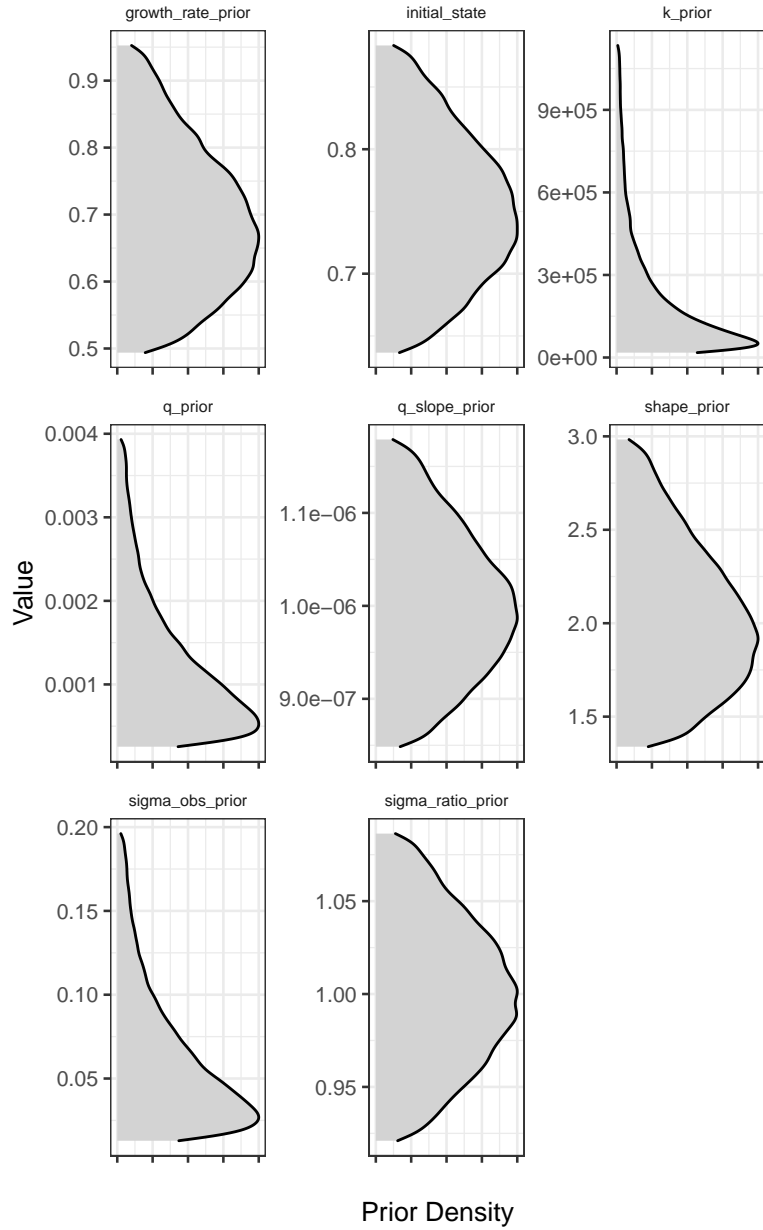 growth_rate_prior
initial_state
k_prior
0.9
0.8
0.7
0.6
0.5
0.8
0.7
9e+05
6e+05
3e+05
0e+00
q_prior
q_slope_prior
shape_prior
0.004
0.003
0.002
0.001
1.1e−06
1.0e−06
9.0e−07
3.0
2.5
2.0
1.5
Value
sigma_obs_prior
sigma_ratio_prior
0.20
0.15
0.10
0.05
1.05
1.00
0.95
Prior Density